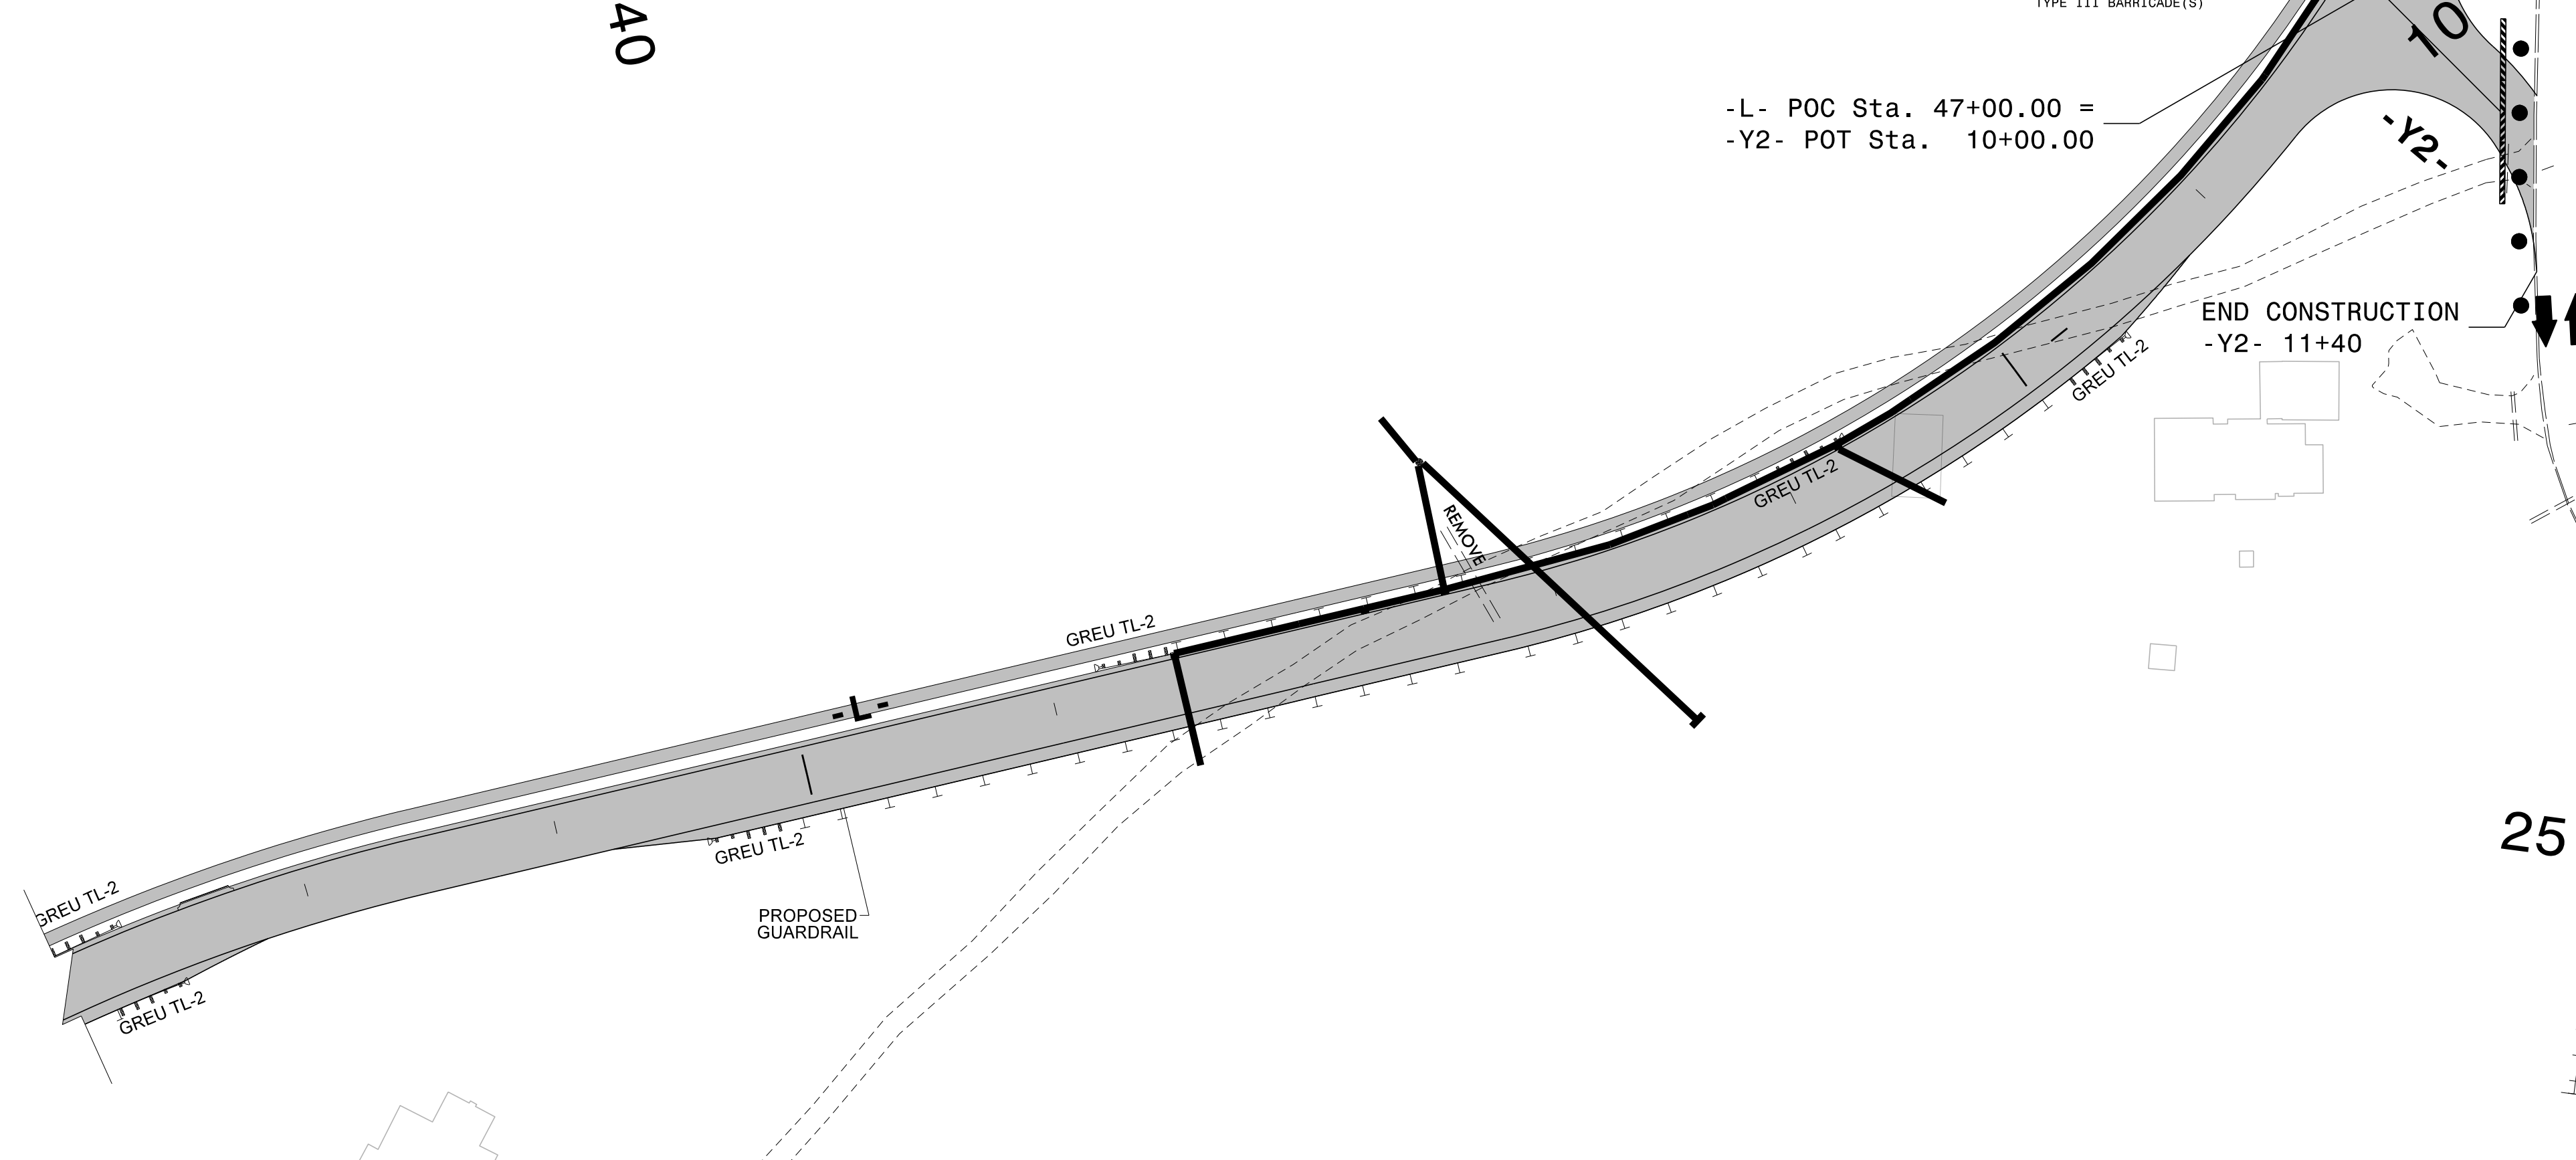 TYPE III BARRICADE(S)
40
10
-L- POC Sta. 47+00.00 =
-Y2- POT Sta. 10+00.00
-Y2-
END CONSTRUCTION
-Y2- 11+40
GREU TL-2
GREU TL-2
REMOVE
GREU TL-2
-L-
GREU TL-2
25
GREU TL-2
PROPOSED
GUARDRAIL
GREU TL-2